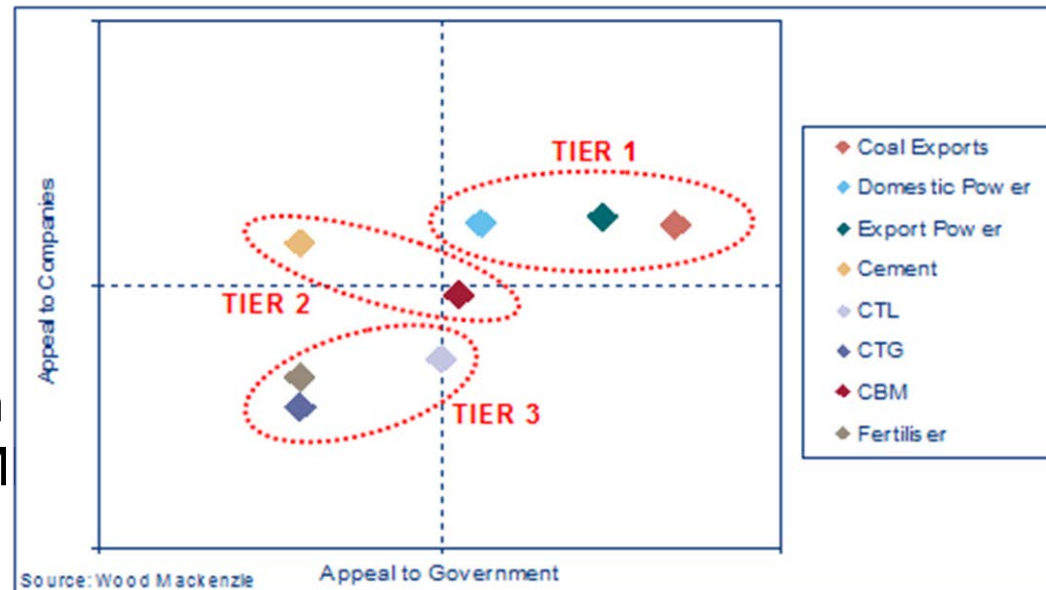 TIER 1
TIER 2
TIER 3
Appeal to Companies
Appeal to Government
Source: Wood Mackenzie
Coal Exports
Domestic Power
Export Power
Cement
CTL
CTG
CBM
Fertiliser